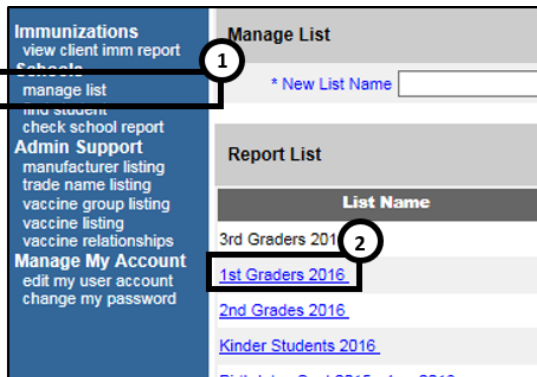 Immunizations
view client imm report
Schools
manage list
find student
check school report
Admin Support
manufacturer listing
trade name listing
vaccine group listing
vaccine listing
vaccine relationships
Manage My Account
edit my user account
change my password
1
Manage List
* New List Name
Report List
List Name
3rd Graders 201
2
1st Graders 2016
2nd Grades 2016
Kinder Students 2016